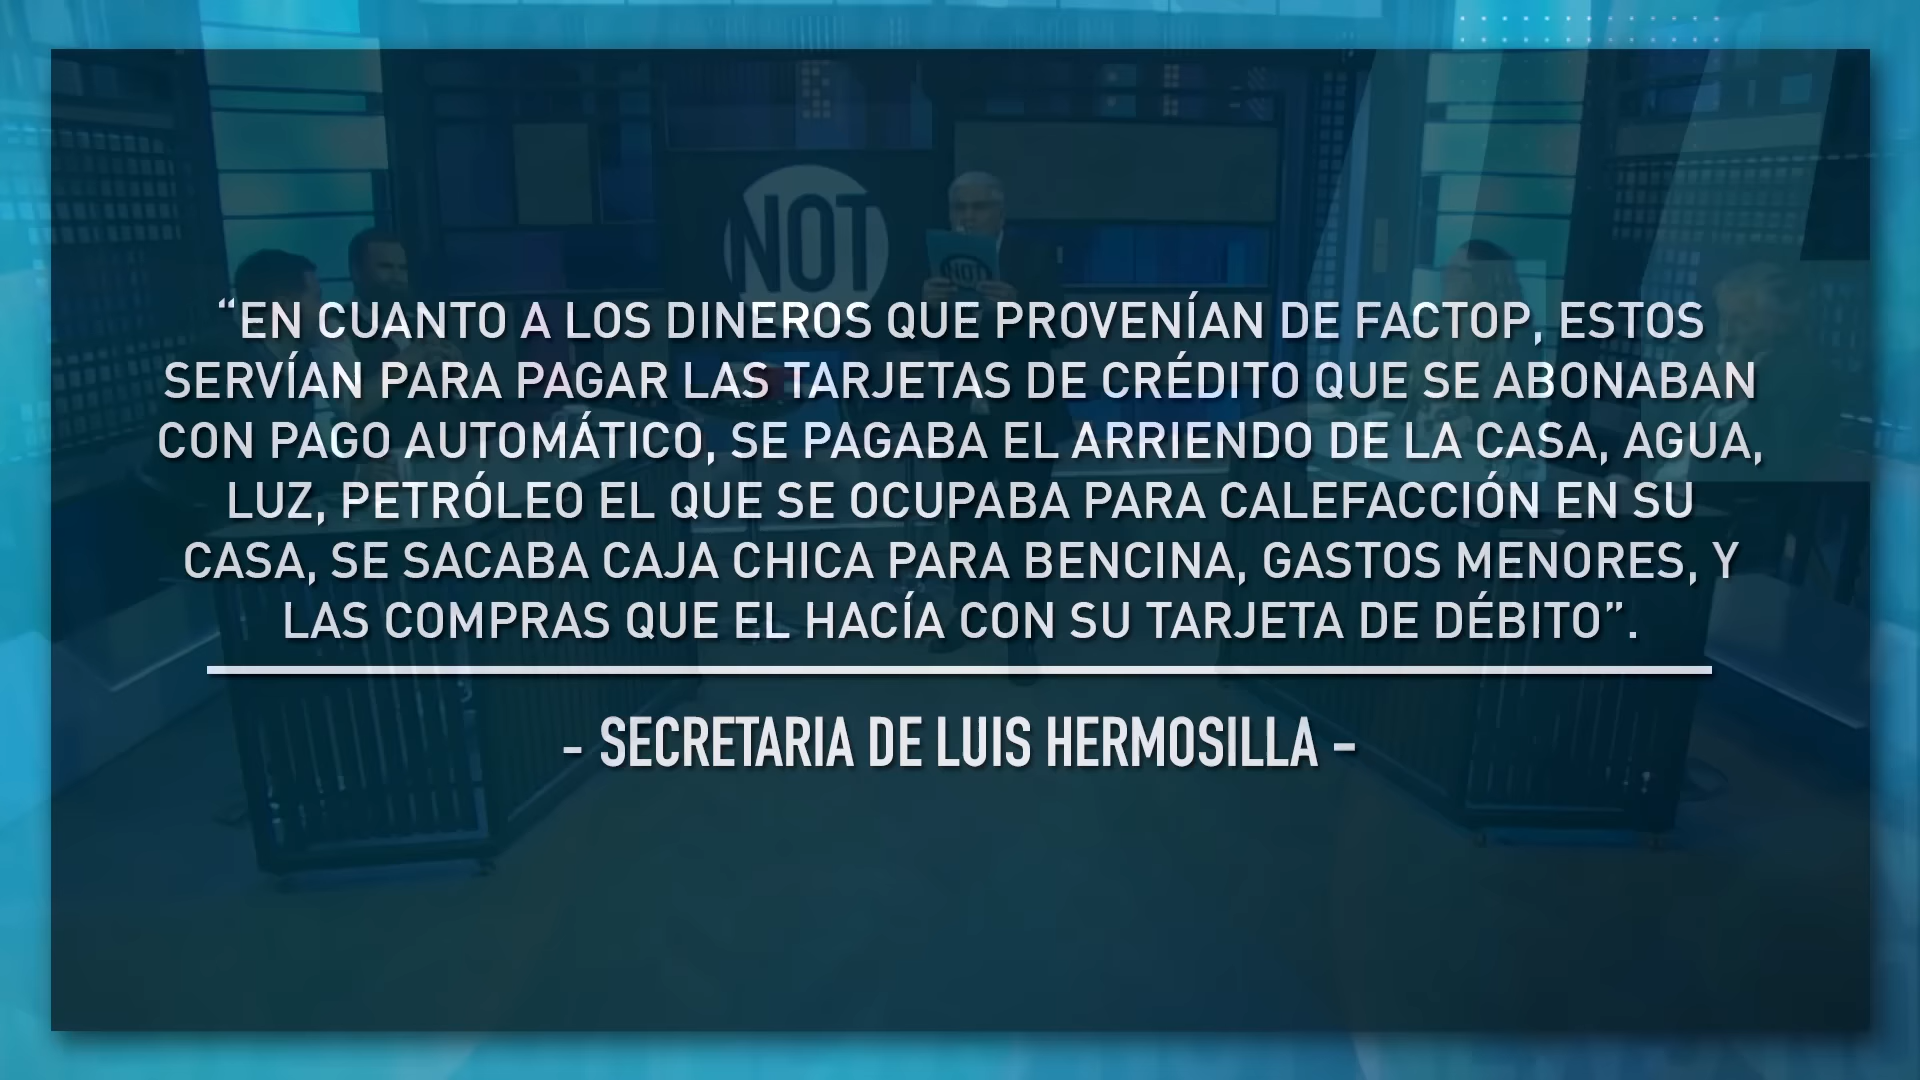 NOT
NOT
“EN CUANTO A LOS DINEROS QUE PROVENÍAN DE FACTOP, ESTOS
SERVÍAN PARA PAGAR LAS TARJETAS DE CRÉDITO QUE SE ABONABAN
CON PAGO AUTOMÁTICO, SE PAGABA EL ARRIENDO DE LA CASA, AGUA,
LUZ, PETRÓLEO EL QUE SE OCUPABA PARA CALEFACCIÓN EN SU
CASA, SE SACABA CAJA CHICA PARA BENCINA, GASTOS MENORES, Y
LAS COMPRAS QUE EL HACÍA CON SU TARJETA DE DÉBITO”.
- SECRETARIA DE LUIS HERMOSILLA -